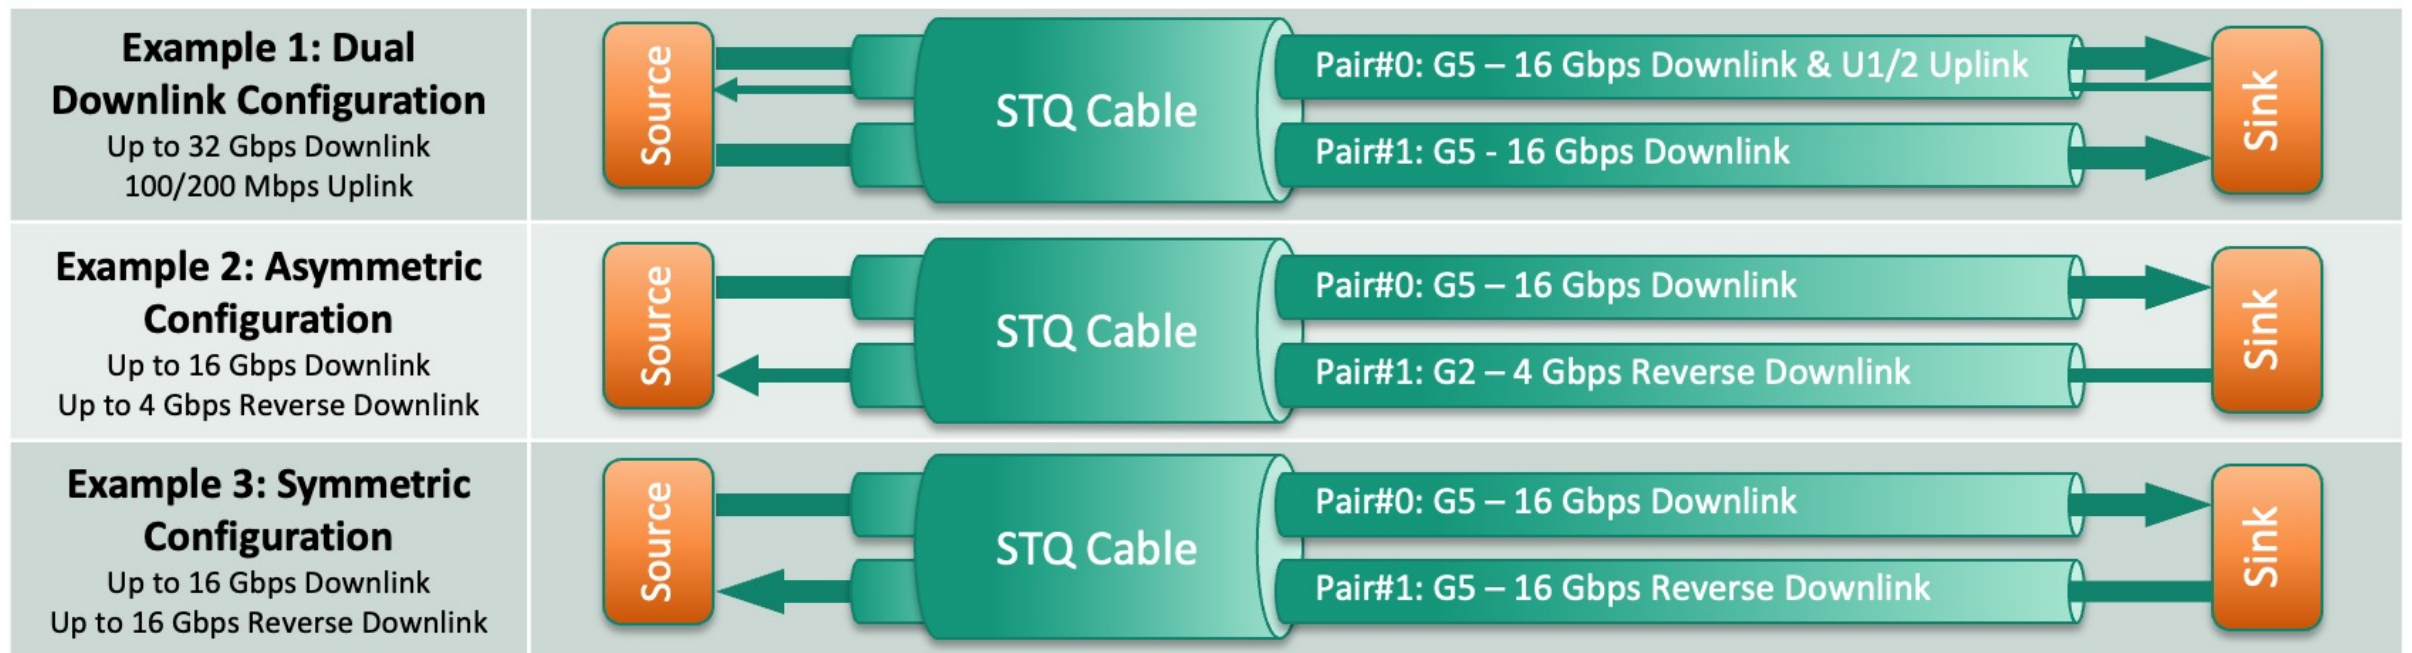 Example 1: Dual
Downlink Configuration
Up to 32 Gbps Downlink
100/200 Mbps Uplink
Source
STQ Cable
Pair#0: G5 – 16 Gbps Downlink & U1/2 Uplink
Pair#1: G5 - 16 Gbps Downlink
Sink
Example 2: Asymmetric
Configuration
Up to 16 Gbps Downlink
Up to 4 Gbps Reverse Downlink
Source
STQ Cable
Pair#0: G5 – 16 Gbps Downlink
Pair#1: G2 – 4 Gbps Reverse Downlink
Sink
Example 3: Symmetric
Configuration
Up to 16 Gbps Downlink
Up to 16 Gbps Reverse Downlink
Source
STQ Cable
Pair#0: G5 – 16 Gbps Downlink
Pair#1: G5 – 16 Gbps Reverse Downlink
Sink